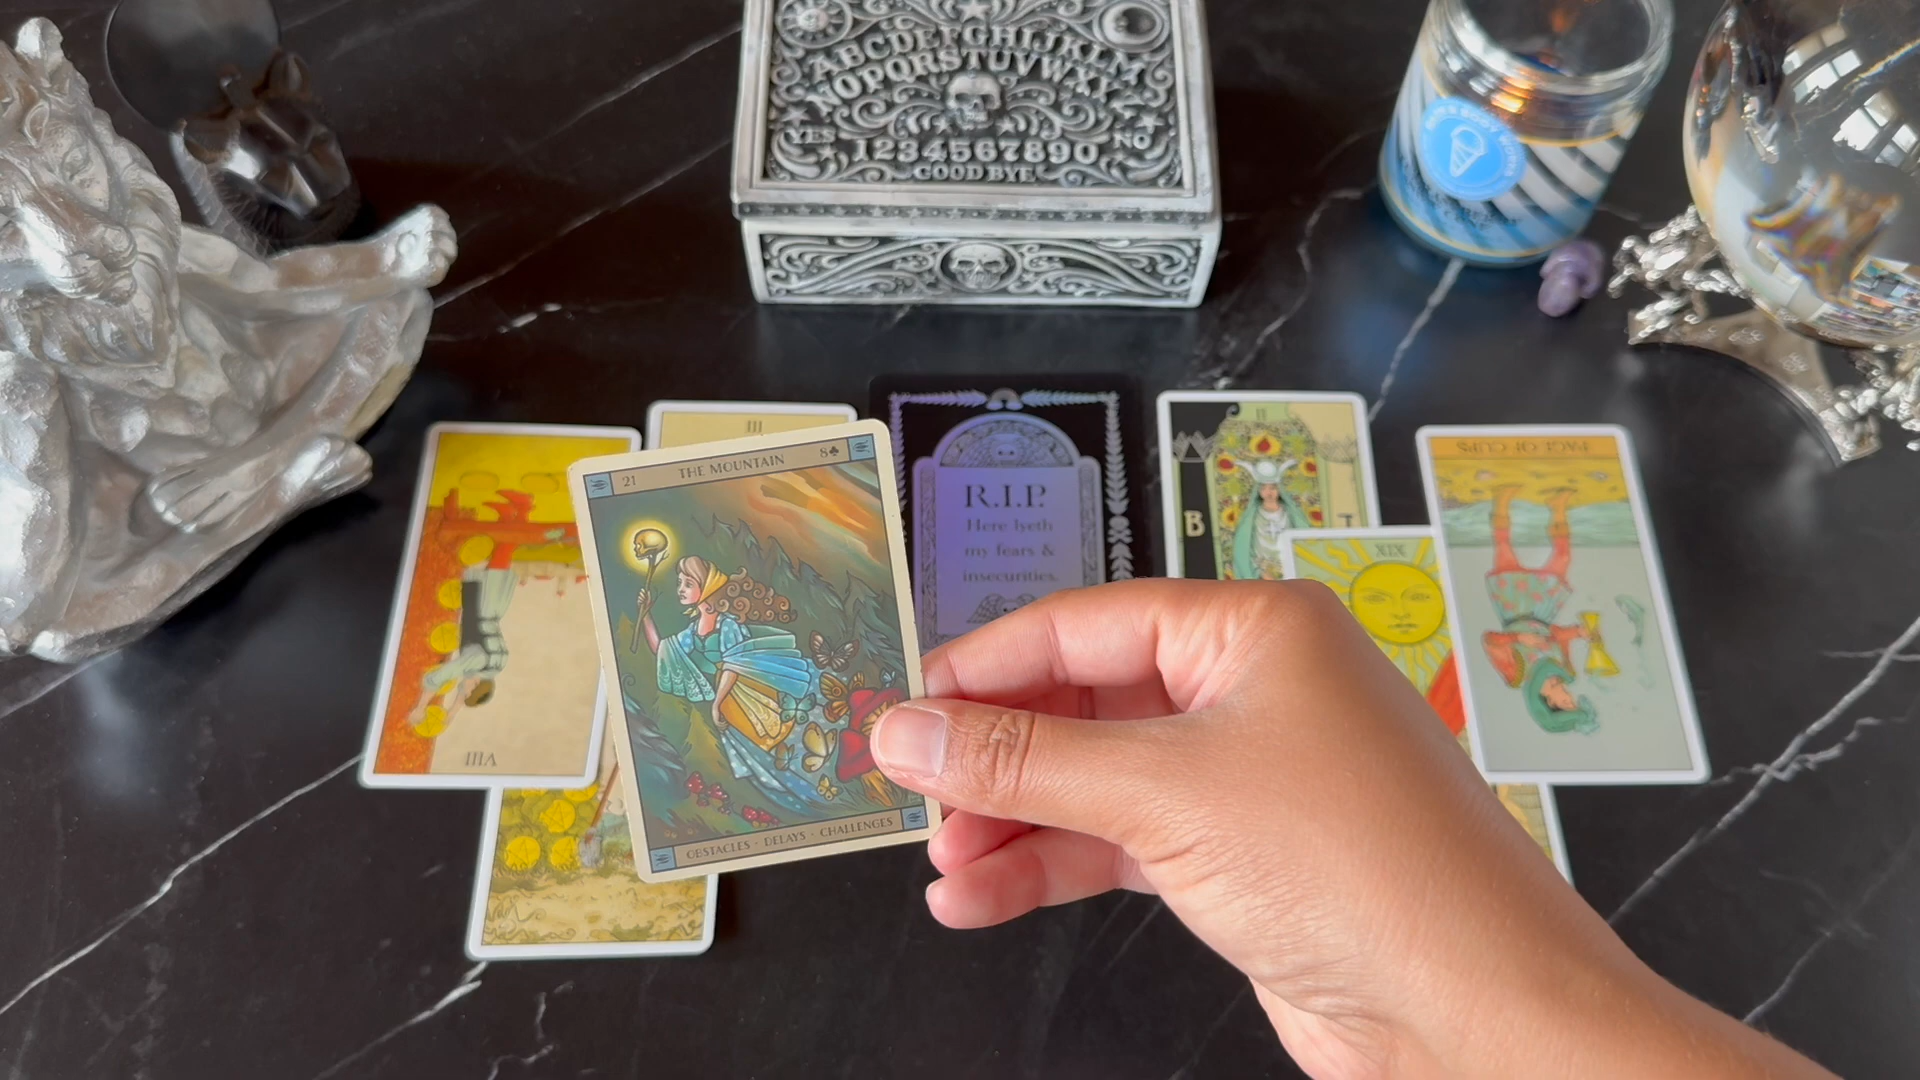 ABCDEFGHIJKLM
NOPQRSTUVWXYZ
YES
NO
1234567890
GOOD BYE
III
21 THE MOUNTAIN 8♣
OBSTACLES · DELAYS · CHALLENGES
R.I.P.
Here lyeth
my fears &
insecurities.
II
B
XIX
PAGE OF CUPS
VIII